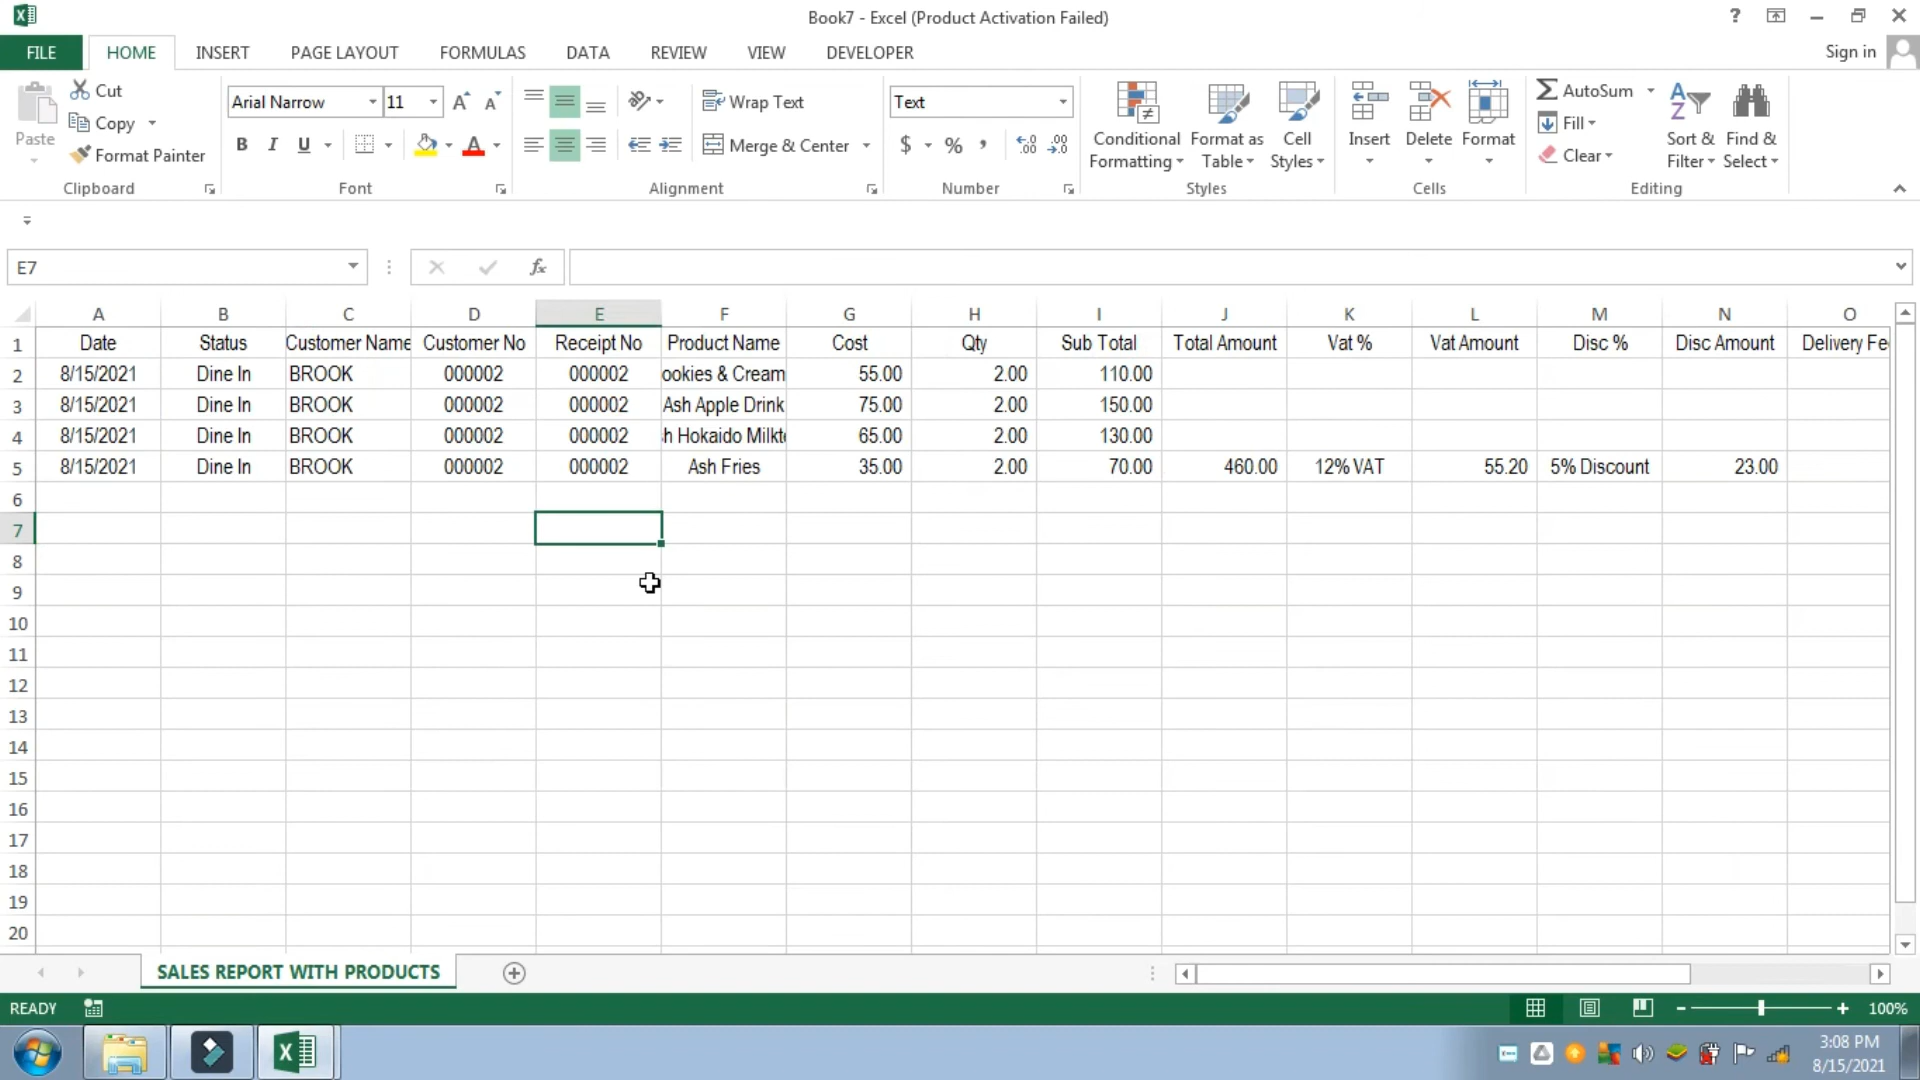 Book7 - Excel (Product Activation Failed)
FILE HOME INSERT PAGE LAYOUT FORMULAS DATA REVIEW VIEW DEVELOPER Sign in
Paste Cut Copy Format Painter Clipboard
Arial Narrow 11 B I U Font
Wrap Text Merge & Center Alignment
Text $ % Number
Conditional Formatting Format as Table Cell Styles Styles
Insert Delete Format Cells
AutoSum Fill Clear Sort & Filter Find & Select Editing
E7 fx
A B C D E F G H I J K L M N O
1 Date Status Customer Name Customer No Receipt No Product Name Cost Qty Sub Total Total Amount Vat % Vat Amount Disc % Disc Amount Delivery Fe
2 8/15/2021 Dine In BROOK 000002 000002 ookies & Cream 55.00 2.00 110.00
3 8/15/2021 Dine In BROOK 000002 000002 Ash Apple Drink 75.00 2.00 150.00
4 8/15/2021 Dine In BROOK 000002 000002 h Hokaido Milkt 65.00 2.00 130.00
5 8/15/2021 Dine In BROOK 000002 000002 Ash Fries 35.00 2.00 70.00 460.00 12% VAT 55.20 5% Discount 23.00
6
7
8
9
10
11
12
13
14
15
16
17
18
19
20
SALES REPORT WITH PRODUCTS
READY 100%
3:08 PM
8/15/2021